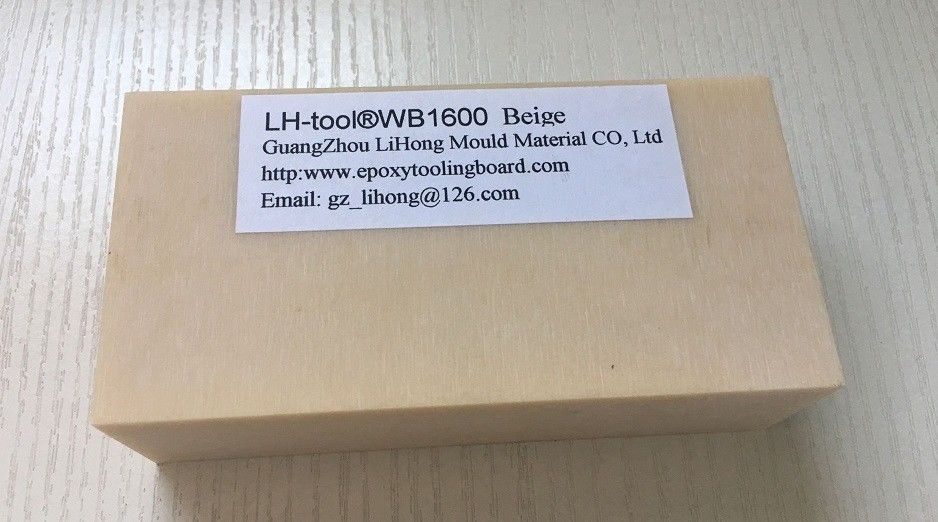 LH-tool®WB1600 Beige
GuangZhou LiHong Mould Material CO, Ltd
http:www.epoxytoolingboard.com
Email: gz_lihong@126.com